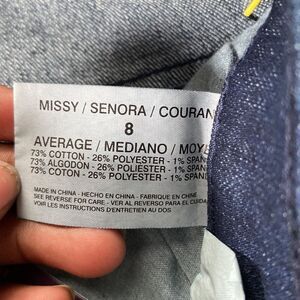 MISSY / SENORA / COURAN
8
AVERAGE / MEDIANO / MOYE
73% COTTON - 26% POLYESTER - 1% SPAN
73% ALGODON - 26% POLIESTER - 1% SPAN
73% COTON - 26% POLYESTER - 1% SPAN
MADE IN CHINA - HECHO EN CHINA - FABRIQUE EN CHINE
SEE REVERSE FOR CARE - VER AL REVERSO PARA EL CUIDAD
VOIR LES INSTRUCTIONS D'ENTRETIEN AU DOS